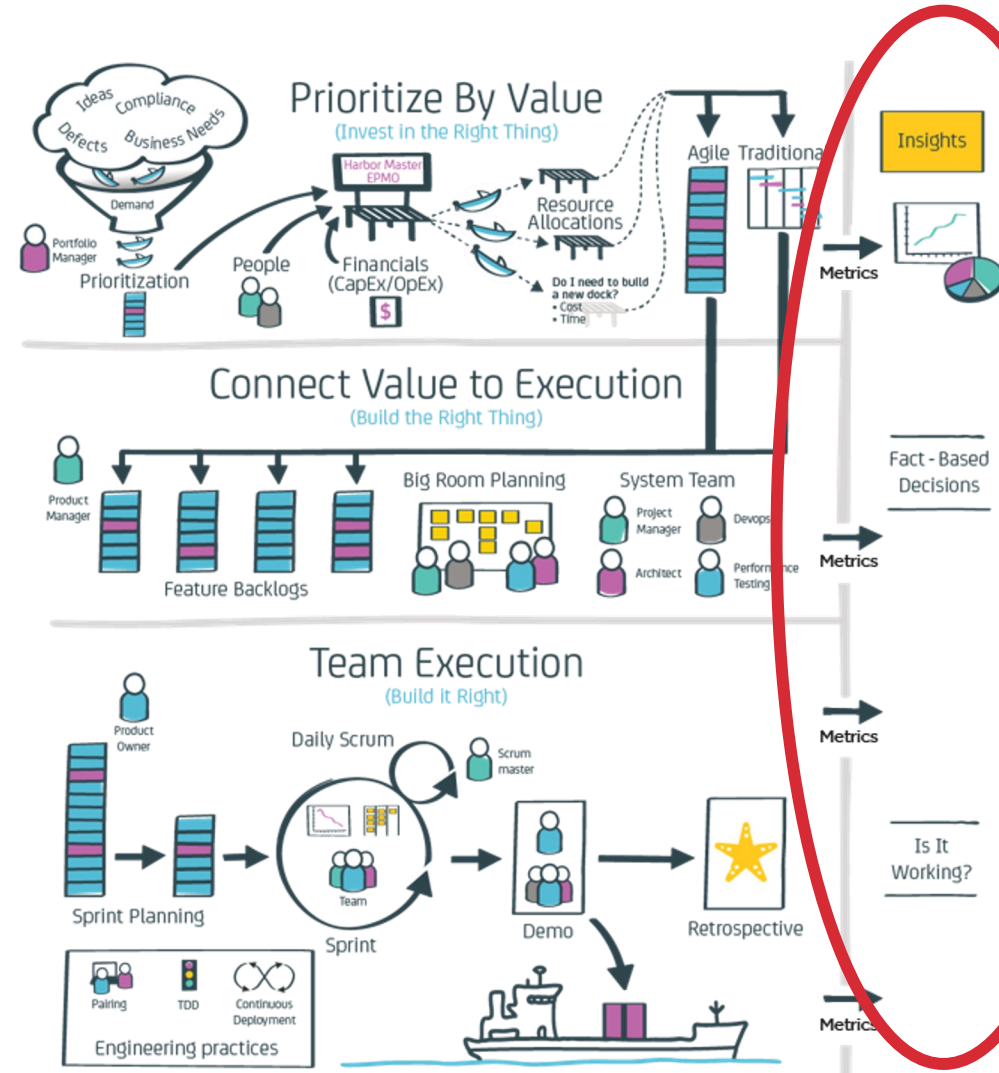 Ideas
Compliance
Defects
Business Needs
Demand
Portfolio
Manager
Prioritization
Prioritize By Value
(Invest in the Right Thing)
Harbor Master
EPMO
People
Financials
(CapEx/OpEx)
$
Resource
Allocations
Do I need to build
a new dock?
• Cost
• Time
Agile
Traditiona
Metrics
Insights
Connect Value to Execution
(Build the Right Thing)
Product
Manager
Feature Backlogs
Big Room Planning
System Team
Project
Manager
Devops
Architect
Performance
Testing
Metrics
Fact - Based
Decisions
Team Execution
(Build it Right)
Product
Owner
Daily Scrum
Scrum
master
Team
Sprint Planning
Sprint
Demo
Retrospective
Metrics
Is It
Working?
Pairing
TDD
Continuous
Deployment
Engineering practices
Metrics